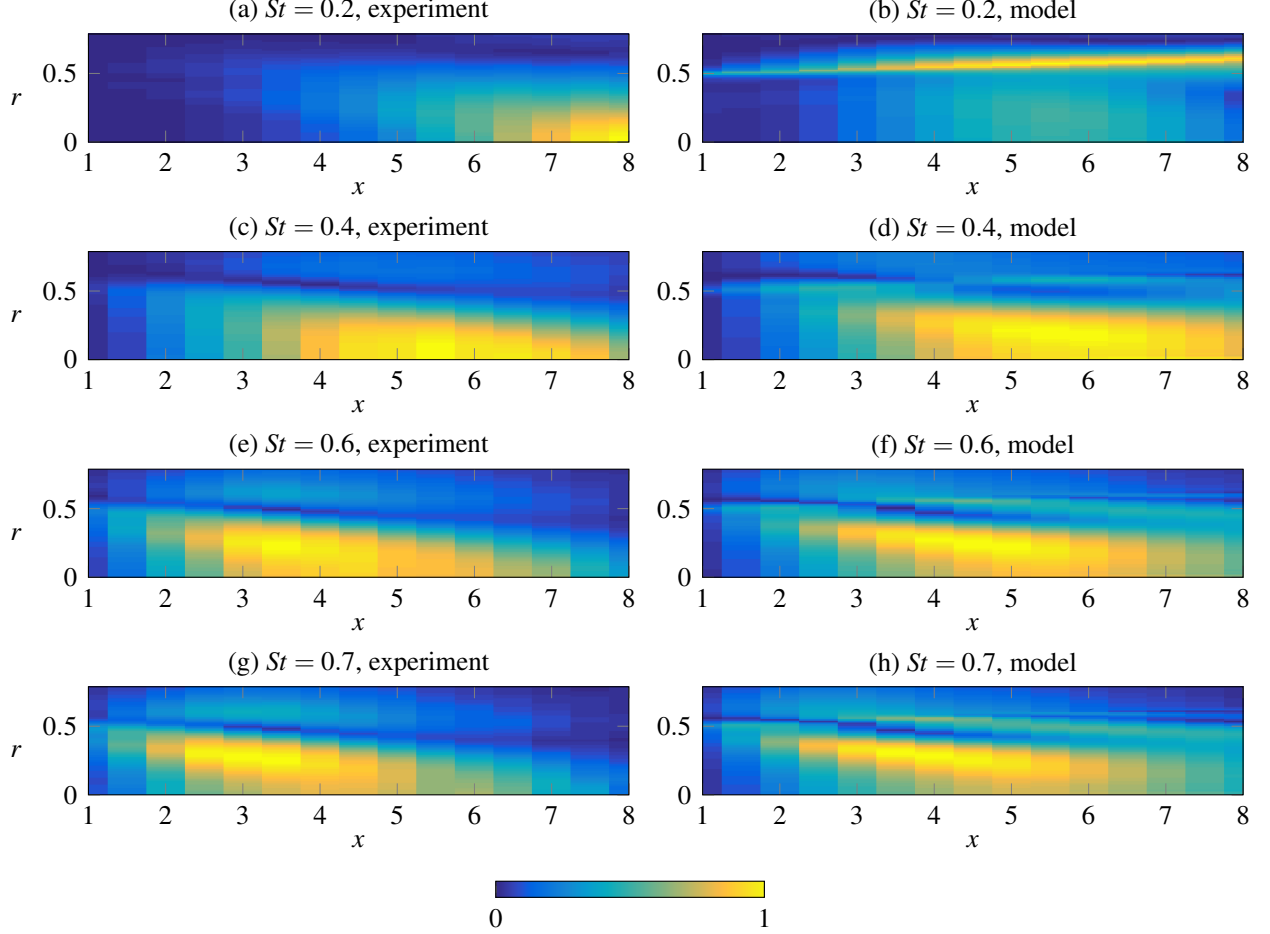 (a) St = 0.2, experiment
(b) St = 0.2, model
0.5
0
r
1 2 3 4 5 6 7 8
x
0.5
0
1 2 3 4 5 6 7 8
x
(c) St = 0.4, experiment
(d) St = 0.4, model
0.5
0
r
1 2 3 4 5 6 7 8
x
0.5
0
1 2 3 4 5 6 7 8
x
(e) St = 0.6, experiment
(f) St = 0.6, model
0.5
0
r
1 2 3 4 5 6 7 8
x
0.5
0
1 2 3 4 5 6 7 8
x
(g) St = 0.7, experiment
(h) St = 0.7, model
0.5
0
r
1 2 3 4 5 6 7 8
x
0.5
0
1 2 3 4 5 6 7 8
x
0 1